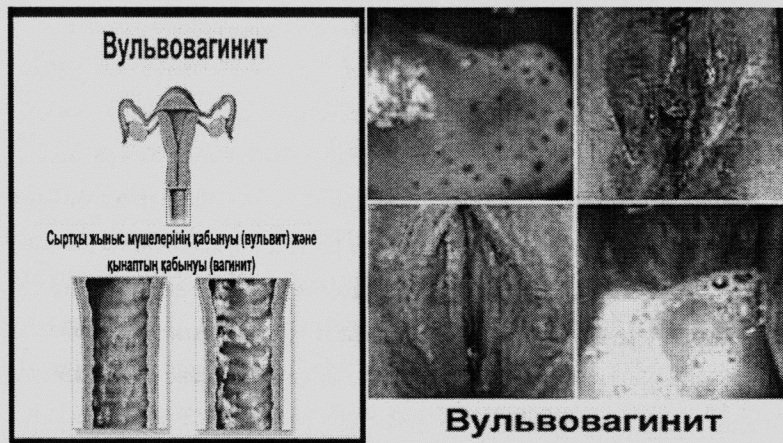 Вульвовагинит
Сыртқы жыныс мүшелерінің қабынуы (вульвит) және
қынаптың қабынуы (вагинит)
Вульвовагинит